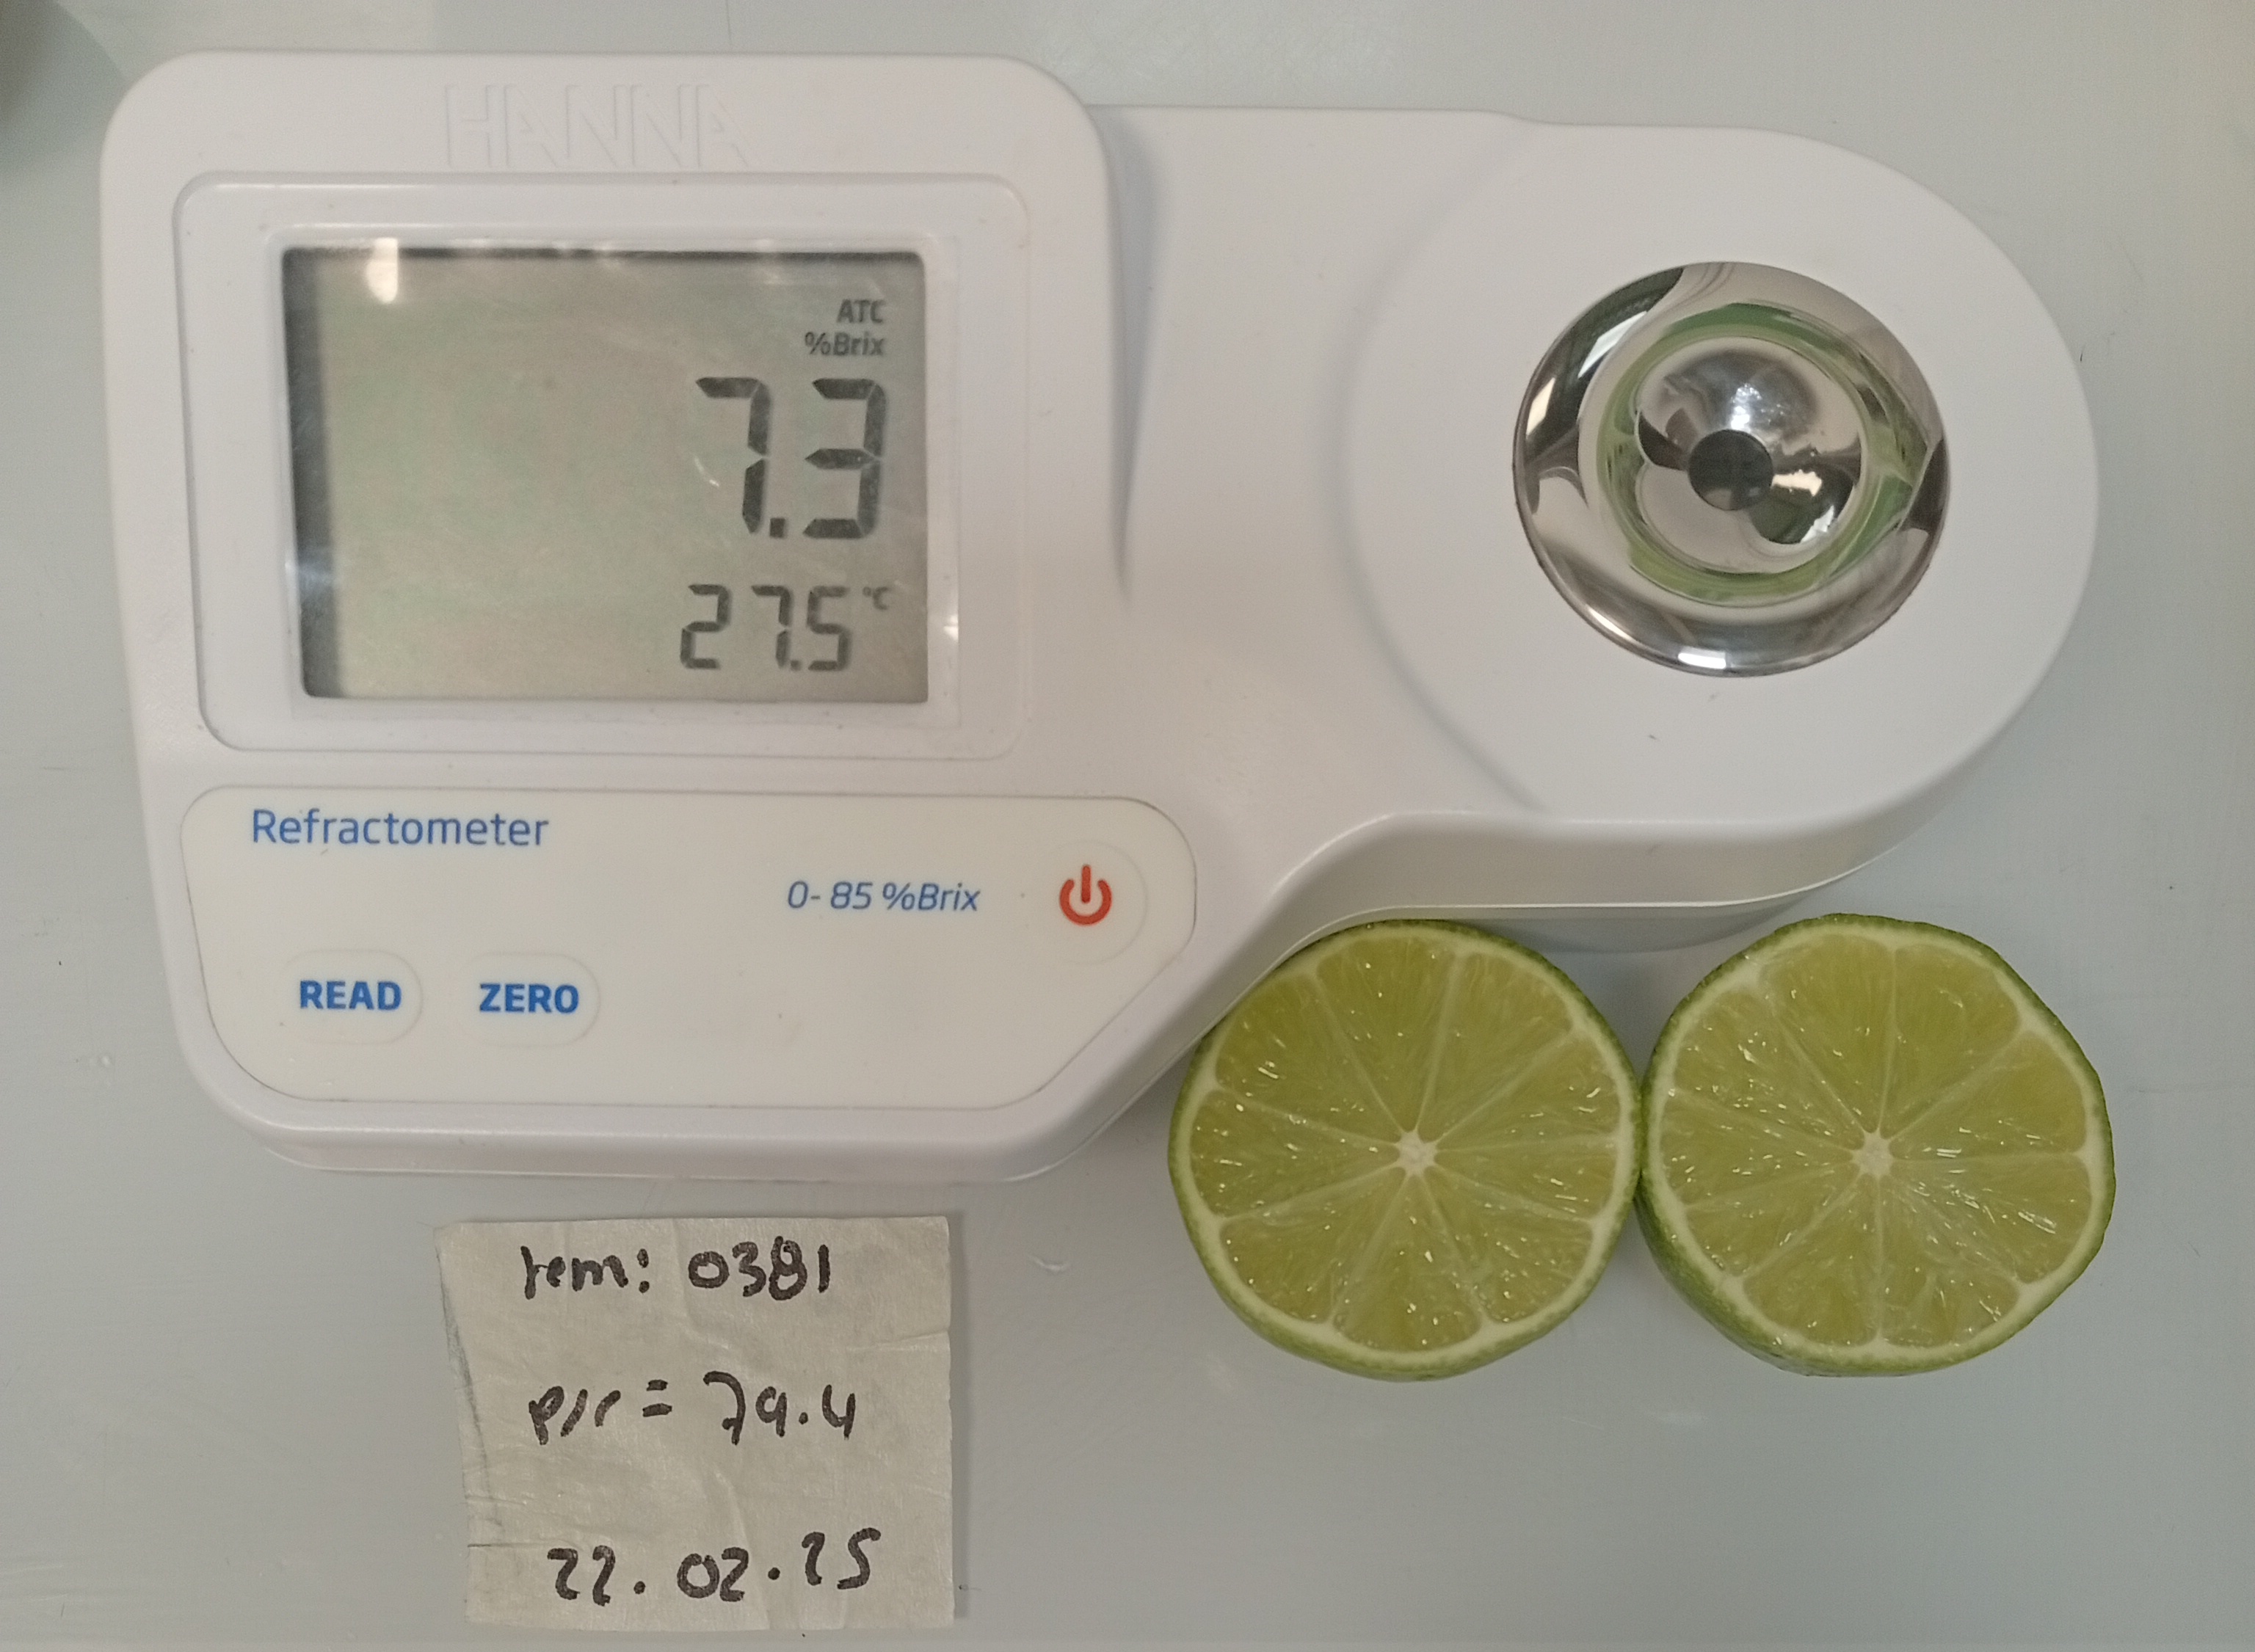 HANNA
ATC
%Brix
7.3
27.5 °C
Refractometer
0-85 %Brix
READ ZERO
0381
= 79.4
22.02.25